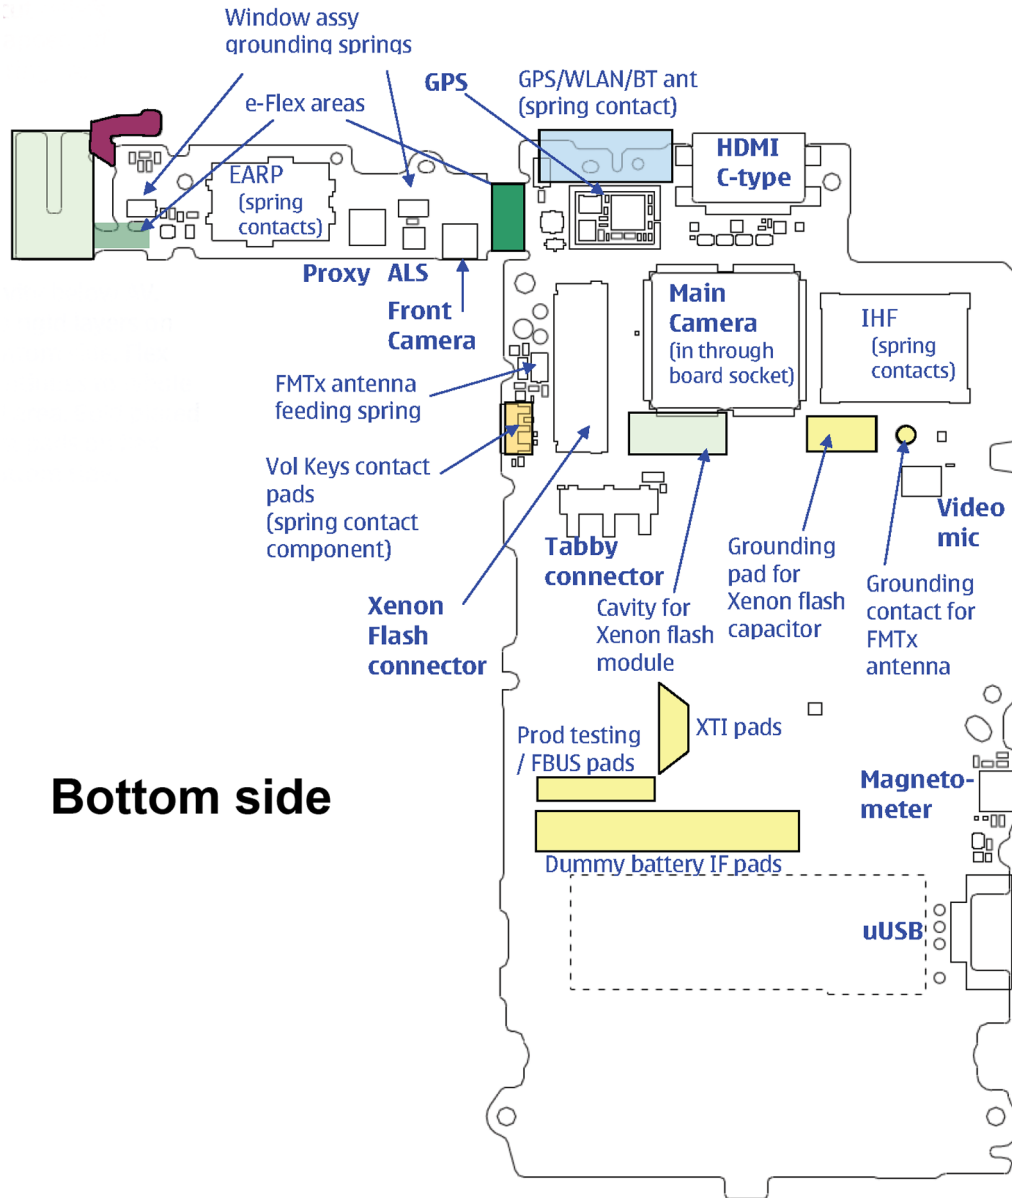 Window assy
grounding springs
GPS
GPS/WLAN/BT ant
(spring contact)
e-Flex areas
HDMI
C-type
EARP
(spring
contacts)
Proxy
ALS
Front
Camera
Main
Camera
(in through
board socket)
IHF
(spring
contacts)
FMTx antenna
feeding spring
Vol Keys contact
pads
(spring contact
component)
Video
mic
Tabby
connector
Grounding
pad for
Xenon flash
capacitor
Grounding
contact for
FMTx
antenna
Xenon
Flash
connector
Cavity for
Xenon flash
module
XTI pads
Prod testing
/ FBUS pads
Bottom side
Magneto-
meter
Dummy battery IF pads
uUSB